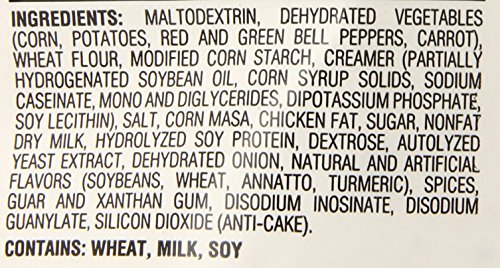 INGREDIENTS: MALTODEXTRIN, DEHYDRATED VEGETABLES
(CORN, POTATOES, RED AND GREEN BELL PEPPERS, CARROT),
WHEAT FLOUR, MODIFIED CORN STARCH, CREAMER (PARTIALLY
HYDROGENATED SOYBEAN OIL, CORN SYRUP SOLIDS, SODIUM
CASEINATE, MONO AND DIGLYCERIDES, DIPOTASSIUM PHOSPHATE,
SOY LECITHIN), SALT, CORN MASA, CHICKEN FAT, SUGAR, NONFAT
DRY MILK, HYDROLYZED SOY PROTEIN, DEXTROSE, AUTOLYZED
YEAST EXTRACT, DEHYDRATED ONION, NATURAL AND ARTIFICIAL
FLAVORS (SOYBEANS, WHEAT, ANNATTO, TURMERIC), SPICES,
GUAR AND XANTHAN GUM, DISODIUM INOSINATE, DISODIUM
GUANYLATE, SILICON DIOXIDE (ANTI-CAKE).
CONTAINS: WHEAT, MILK, SOY